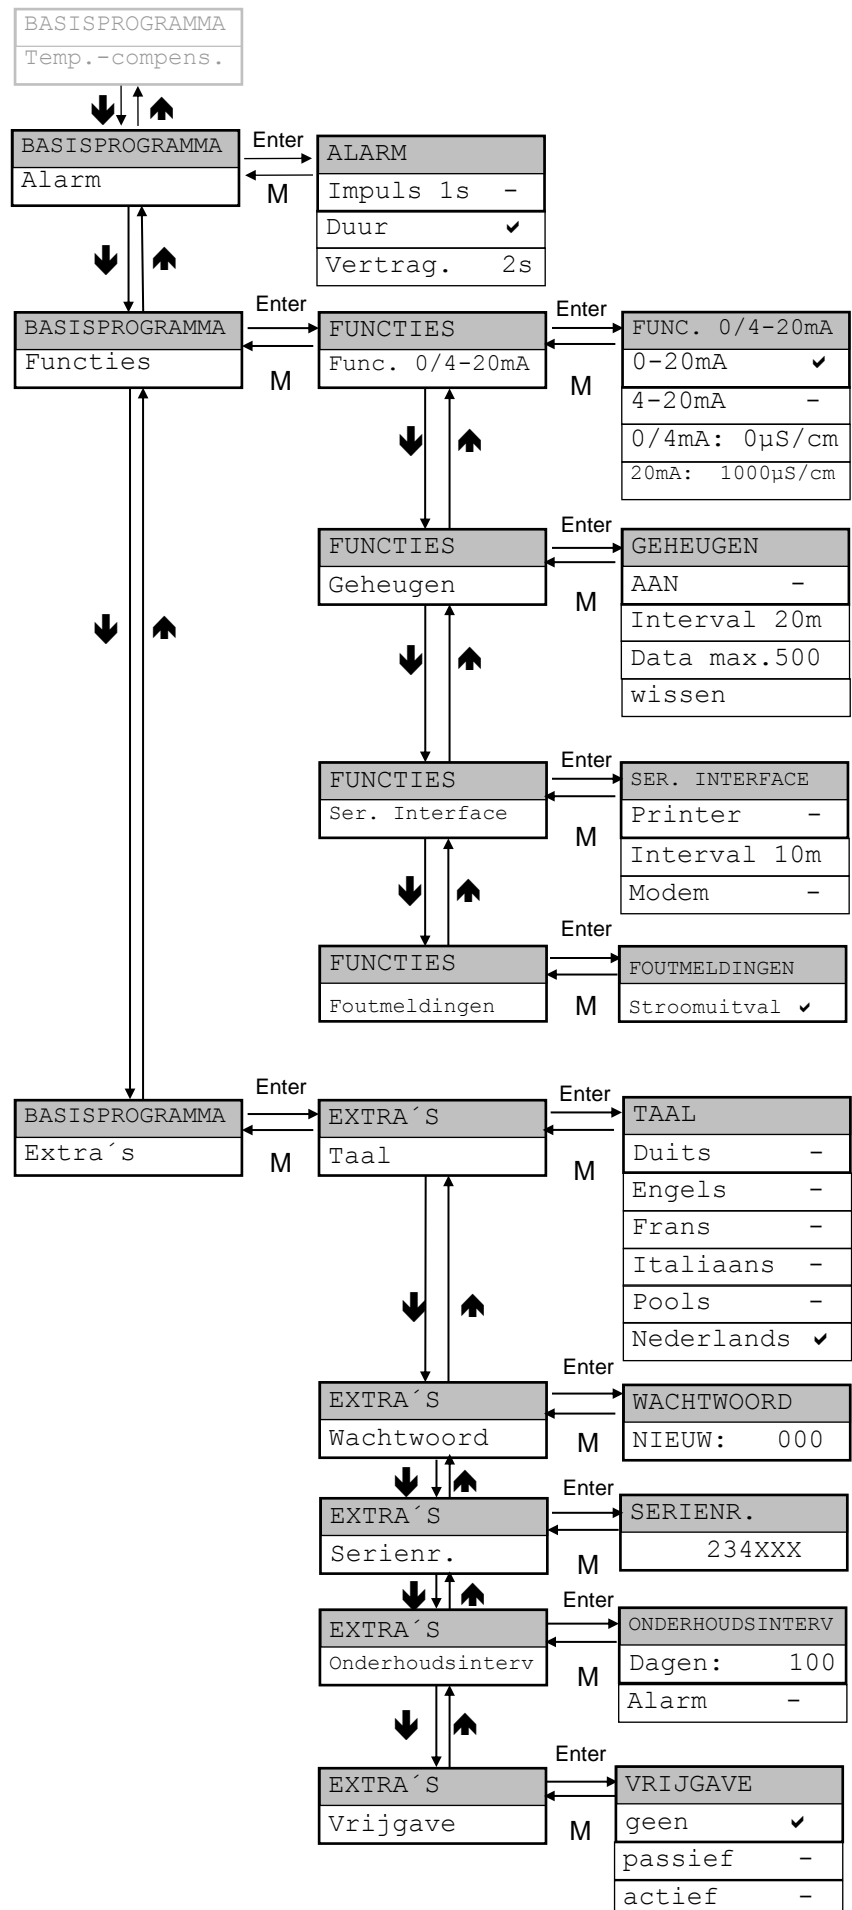 BASISPROGRAMMA
Temp.-compens.
BASISPROGRAMMA
Alarm
Enter
M
ALARM
Impuls 1s -
Duur ✔
Vertrag. 2s
BASISPROGRAMMA
Functies
Enter
M
FUNCTIES
Func. 0/4-20mA
Enter
M
FUNC. 0/4-20mA
0-20mA ✔
4-20mA -
0/4mA: 0µS/cm
20mA: 1000µS/cm
FUNCTIES
Geheugen
Enter
M
GEHEUGEN
AAN -
Interval 20m
Data max.500
wissen
FUNCTIES
Ser. Interface
Enter
M
SER. INTERFACE
Printer -
Interval 10m
Modem -
FUNCTIES
Foutmeldingen
Enter
M
FOUTMELDINGEN
Stroomuitval ✔
BASISPROGRAMMA
Extra´s
Enter
M
EXTRA´S
Taal
Enter
M
TAAL
Duits -
Engels -
Frans -
Italiaans -
Pools -
Nederlands ✔
EXTRA´S
Wachtwoord
Enter
M
WACHTWOORD
NIEUW: 000
EXTRA´S
Serienr.
Enter
M
SERIENR.
234XXX
EXTRA´S
Onderhoudsinterv
Enter
M
ONDERHOUDSINTERV
Dagen: 100
Alarm -
EXTRA´S
Vrijgave
Enter
M
VRIJGAVE
geen ✔
passief -
actief -